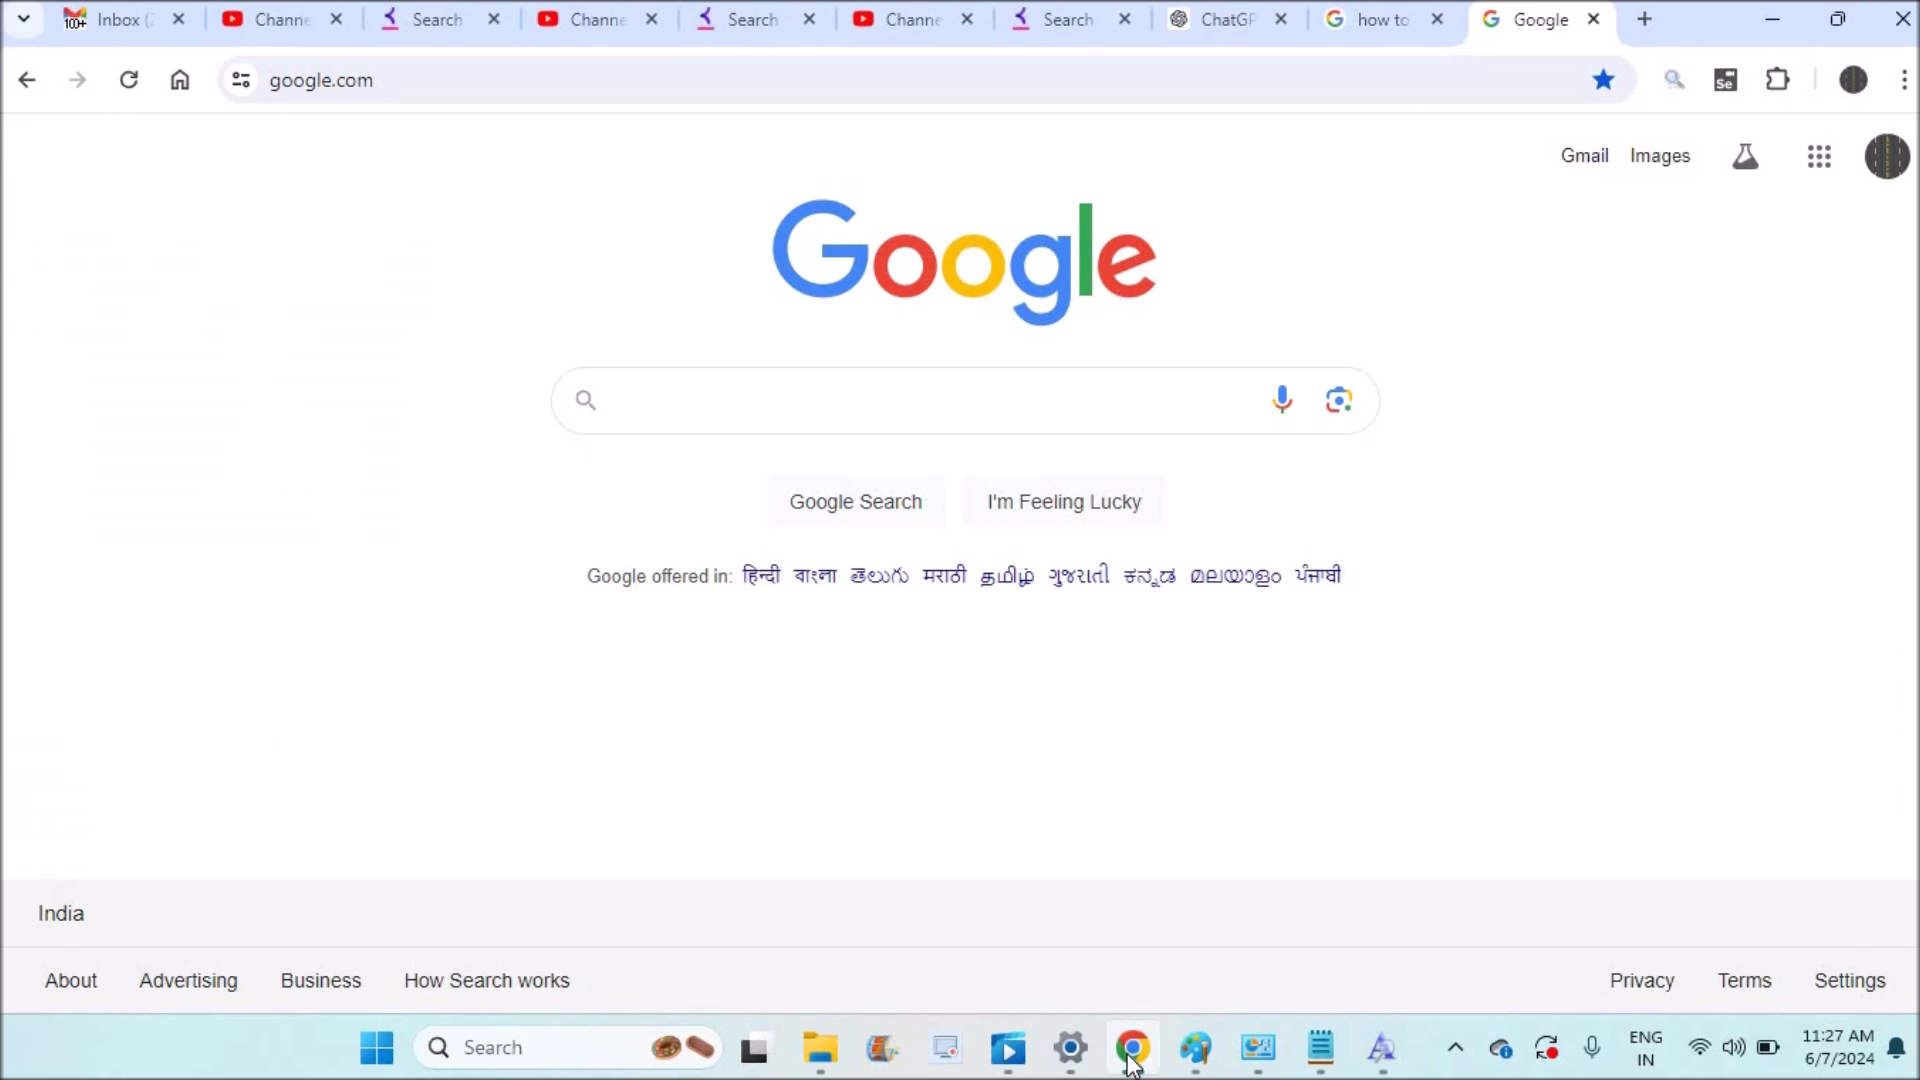 100+ Inbox ( Channe Search Channe Search Channe Search ChatGP how to Google
google.com Se
Gmail Images
Google
Google Search I'm Feeling Lucky
Google offered in: हिन्दी বাংলা తెలుగు मराठी தமிழ் ગુજરાતી ಕನ್ನಡ മലയാളം ਪੰਜਾਬੀ
India
About Advertising Business How Search works Privacy Terms Settings
Search ENG 11:27 AM
IN 6/7/2024